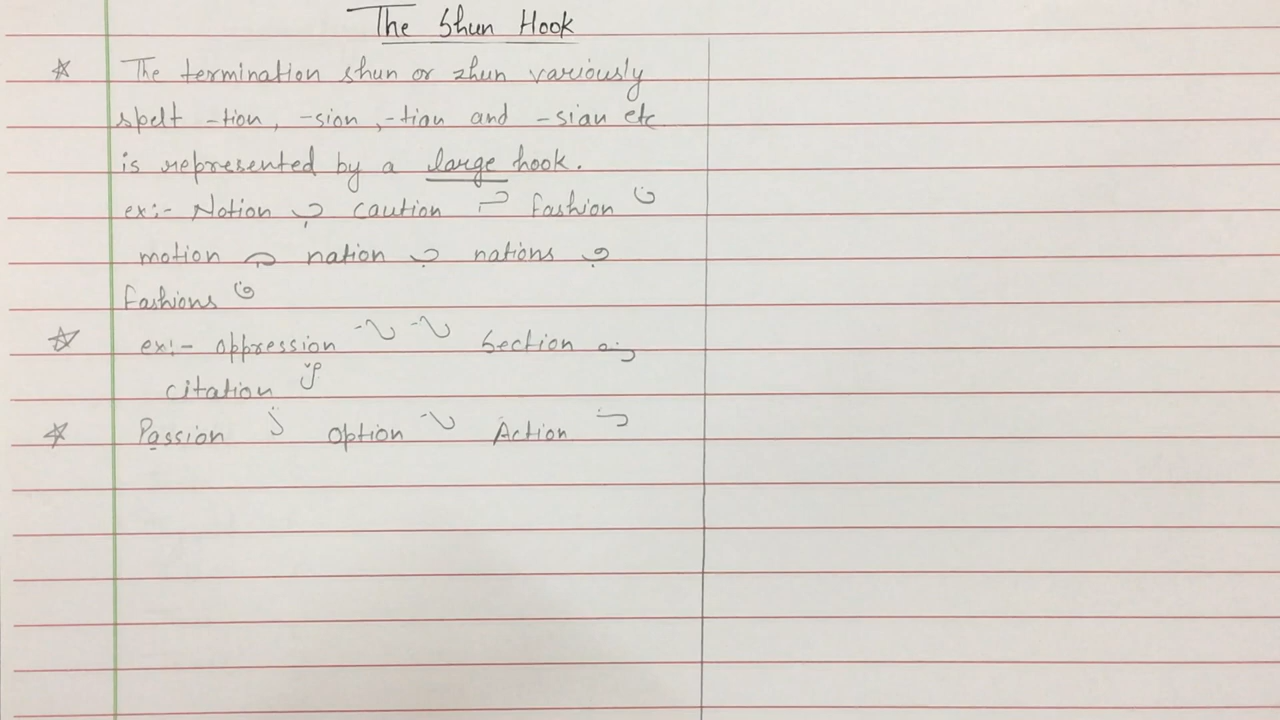 The Shun Hook
☆ The termination shun or zhun variously
spelt -tion, -sion, -tian and -sian etc
is represented by a large hook.
ex:- Notion caution fashion
motion nation nations
fashions
☆ ex:- oppression Section
citation
☆ Passion option Action